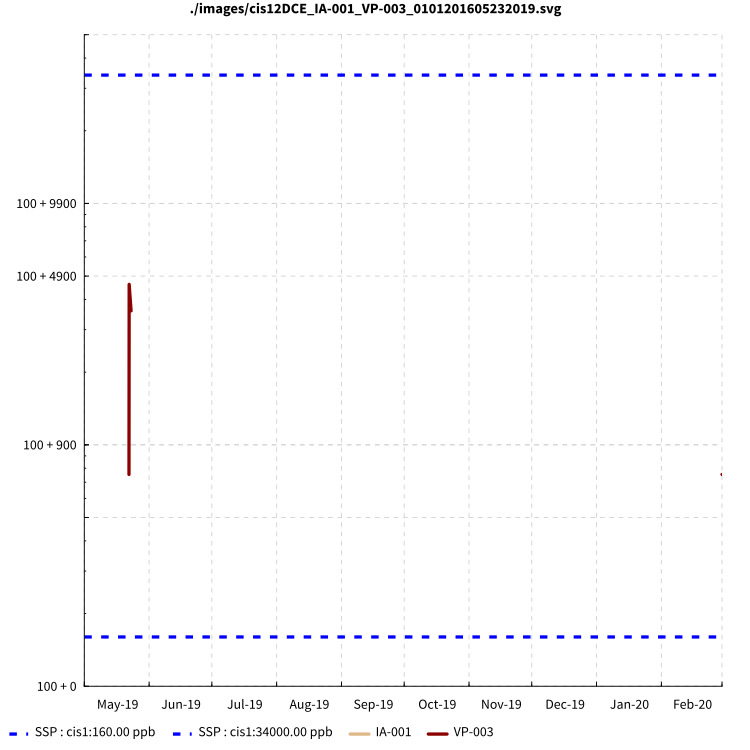 ./images/cis12DCE_IA-001_VP-003_0101201605232019.svg
100 + 9900
100 + 4900
100 + 900
100 + 0
May-19 Jun-19 Jul-19 Aug-19 Sep-19 Oct-19 Nov-19 Dec-19 Jan-20 Feb-20
SSP : cis1:160.00 ppb SSP : cis1:34000.00 ppb IA-001 VP-003